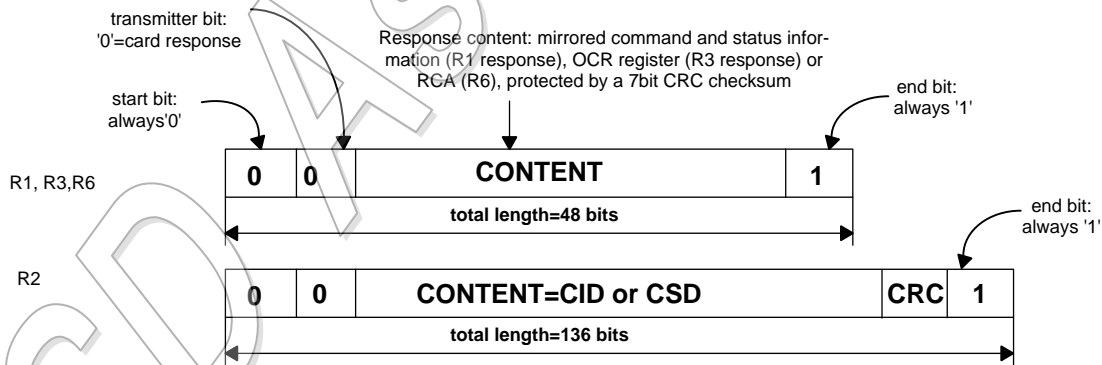 transmitter bit:
'0'=card response
Response content: mirrored command and status infor-
mation (R1 response), OCR register (R3 response) or
RCA (R6), protected by a 7bit CRC checksum
start bit:
always'0'
end bit:
always '1'
R1, R3,R6
0 0 CONTENT 1
total length=48 bits
end bit:
always '1'
R2
0 0 CONTENT=CID or CSD CRC 1
total length=136 bits